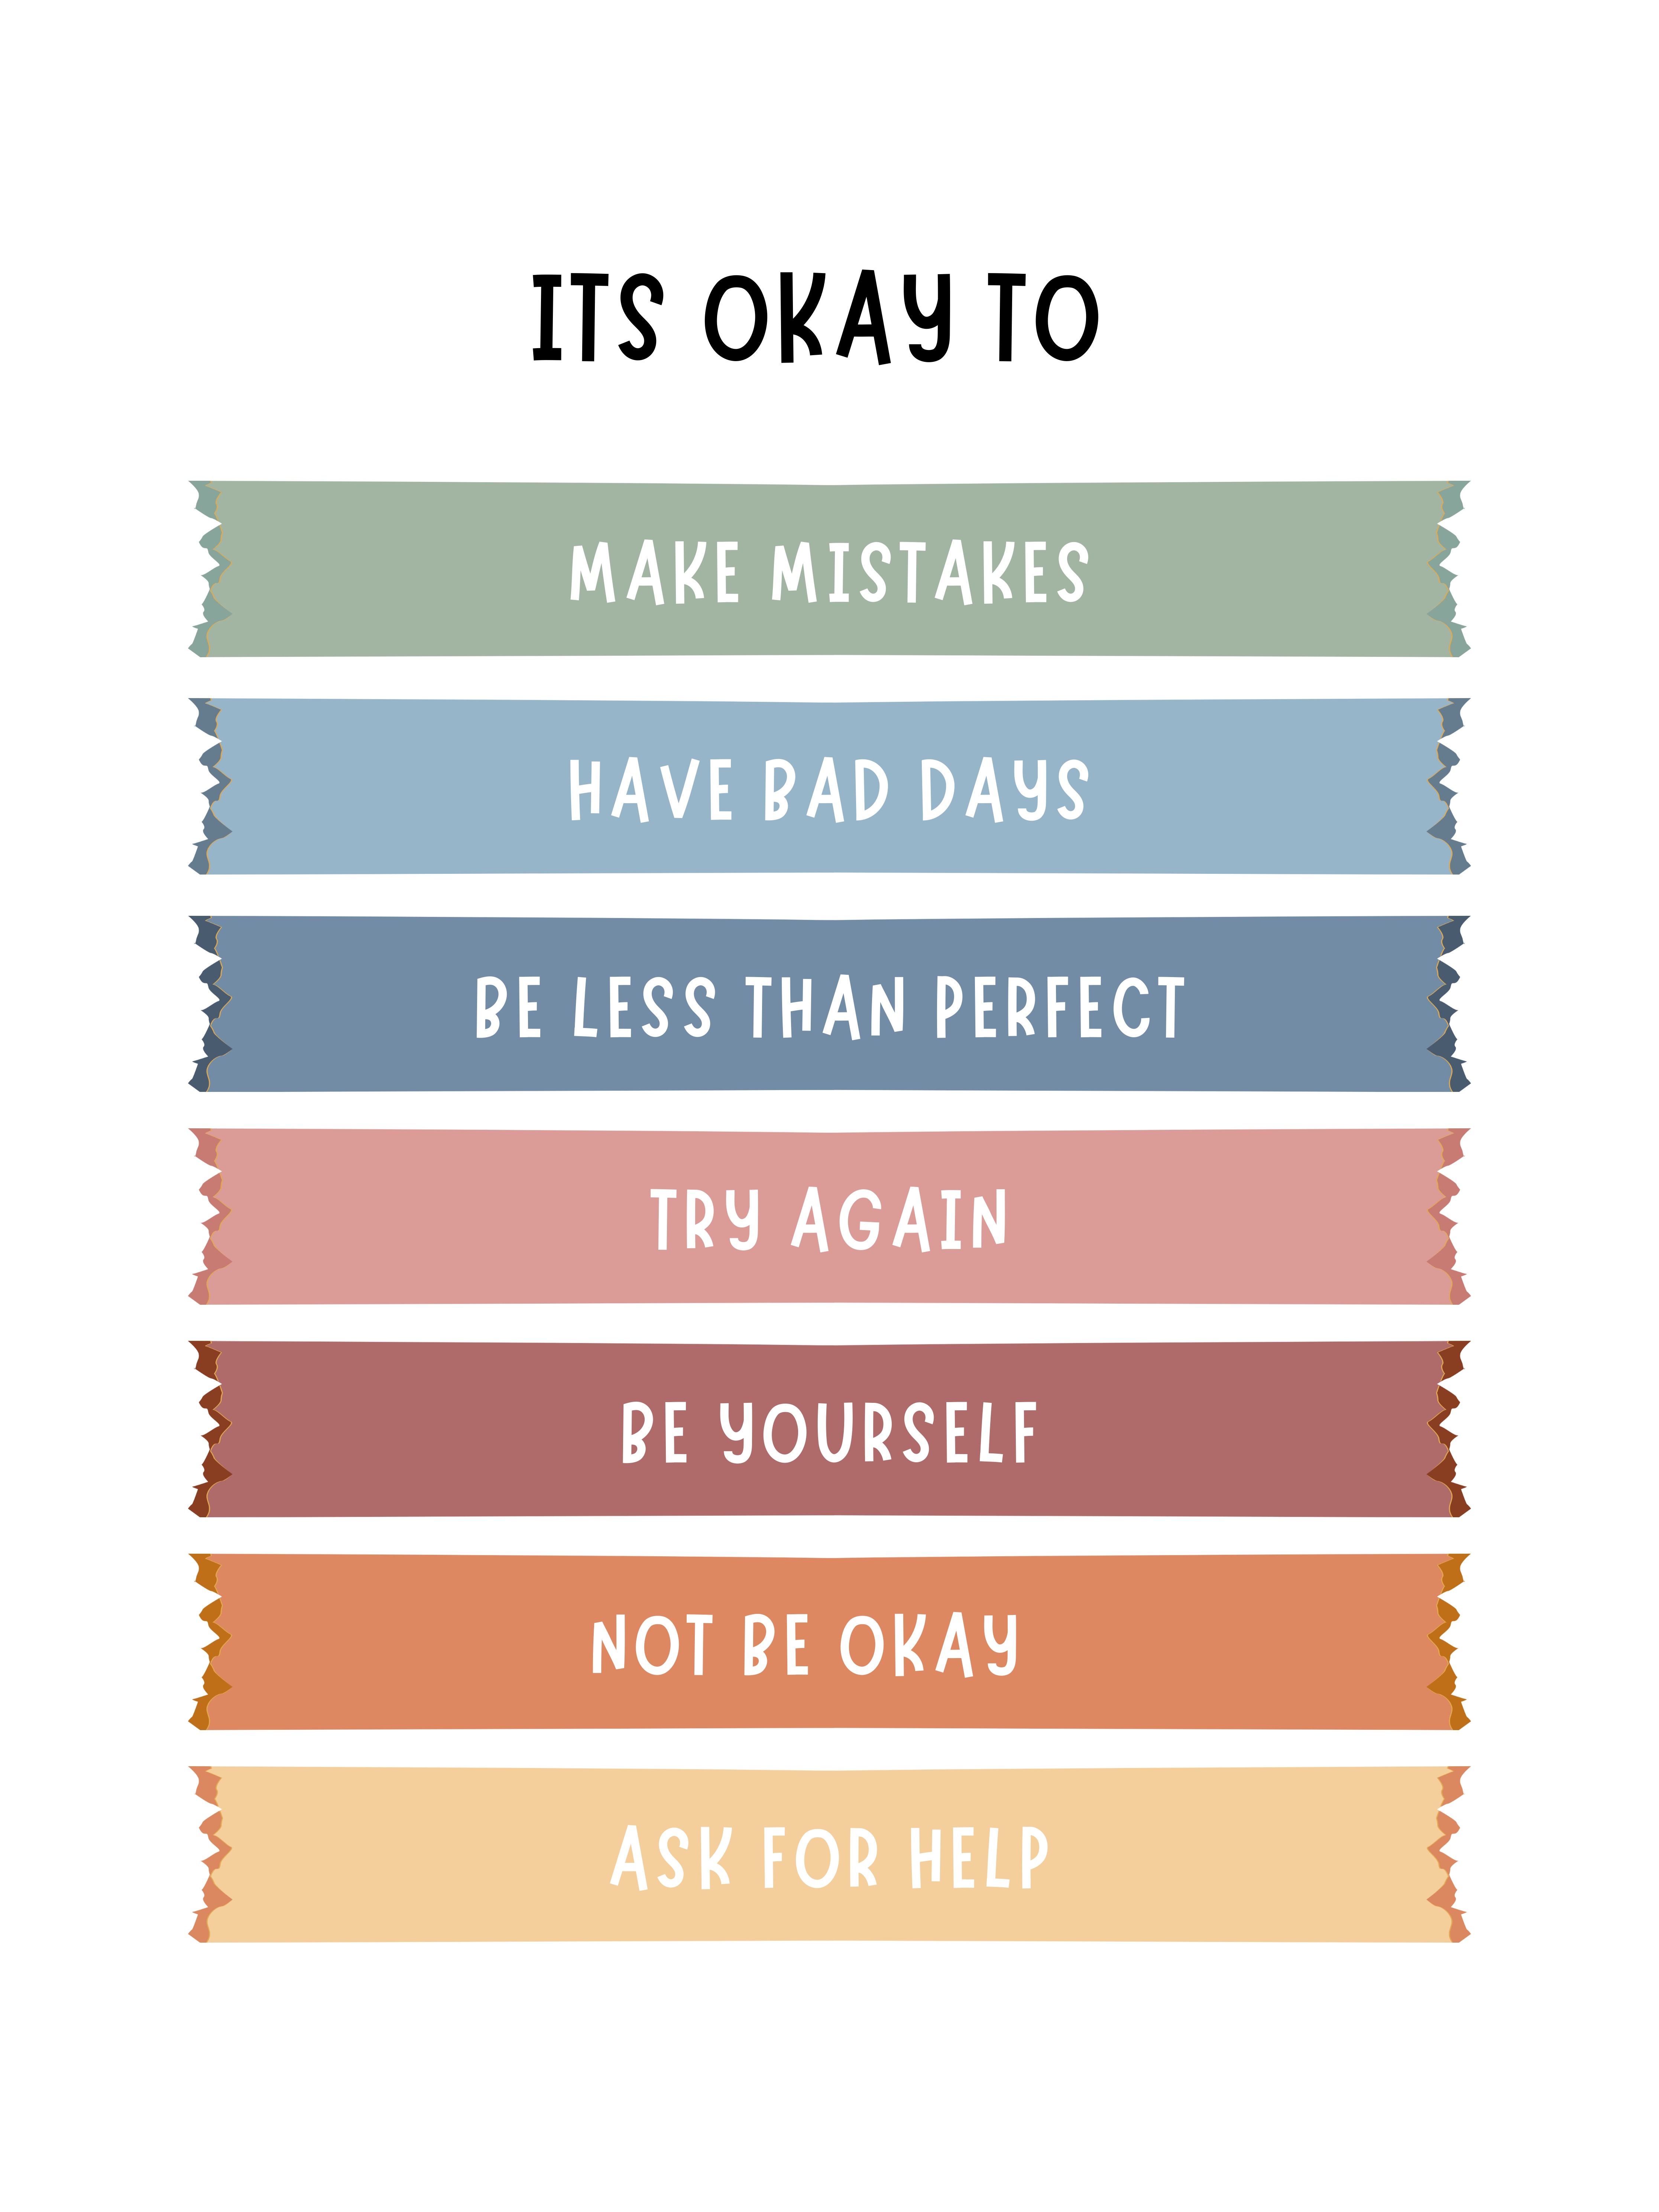 ITS OKAY TO
MAKE MISTAKES
HAVE BAD DAYS
BE LESS THAN PERFECT
TRY AGAIN
BE YOURSELF
NOT BE OKAY
ASK FOR HELP